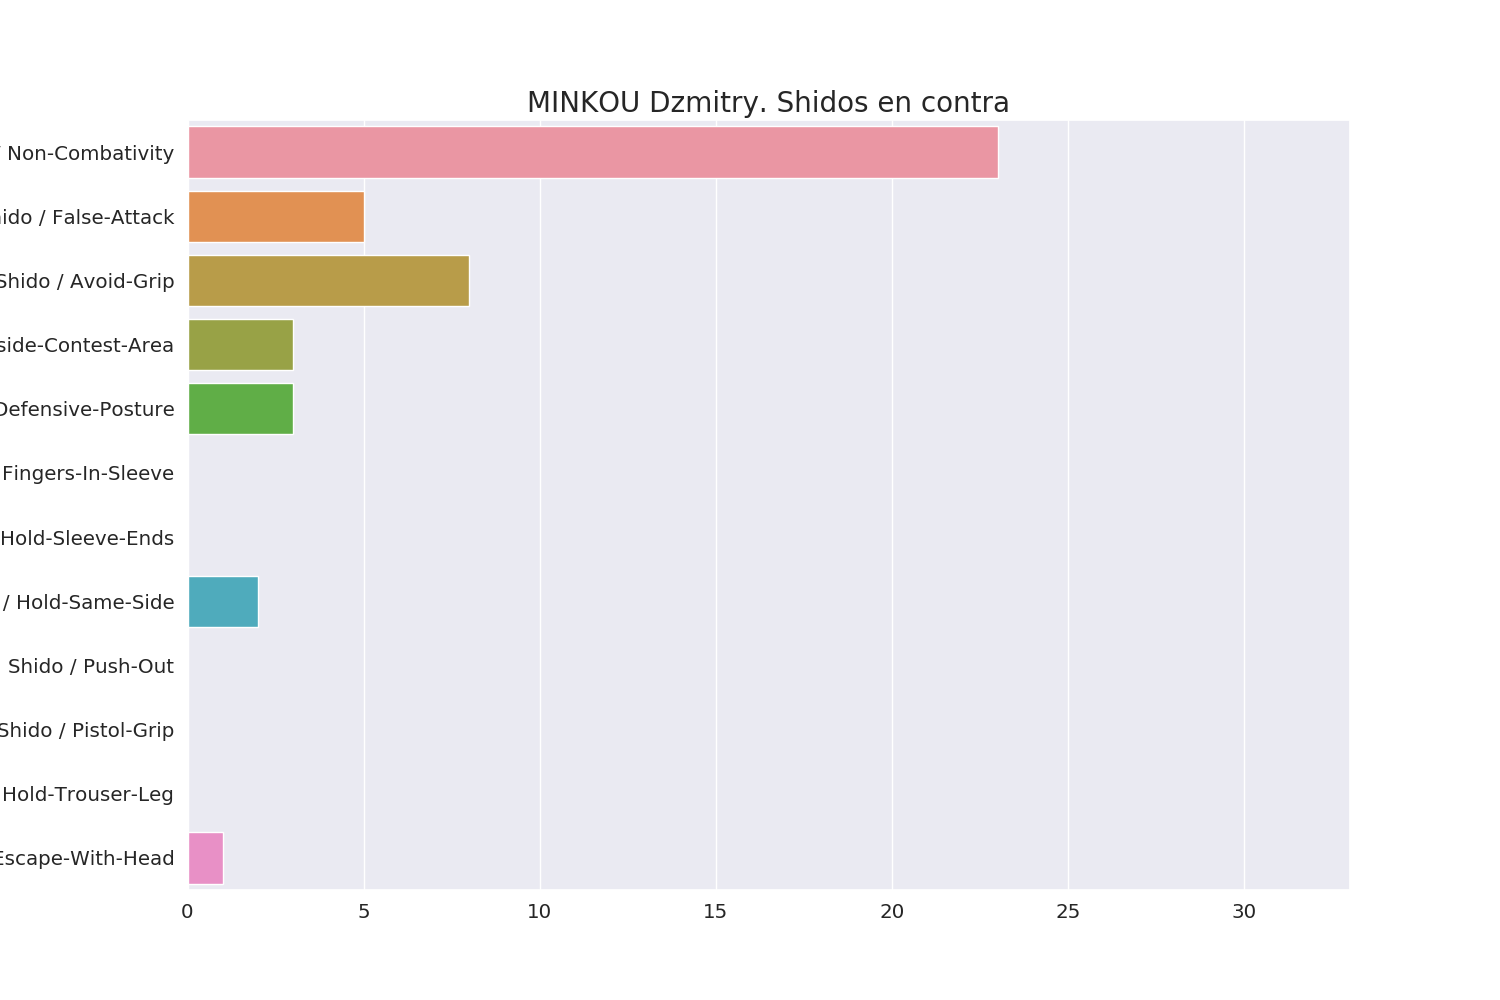 MINKOU Dzmitry. Shidos en contra
/ Non-Combativity
/ False-Attack
Shido / Avoid-Grip
side-Contest-Area
Defensive-Posture
Fingers-In-Sleeve
Hold-Sleeve-Ends
/ Hold-Same-Side
Shido / Push-Out
Shido / Pistol-Grip
Hold-Trouser-Leg
Escape-With-Head
0 5 10 15 20 25 30